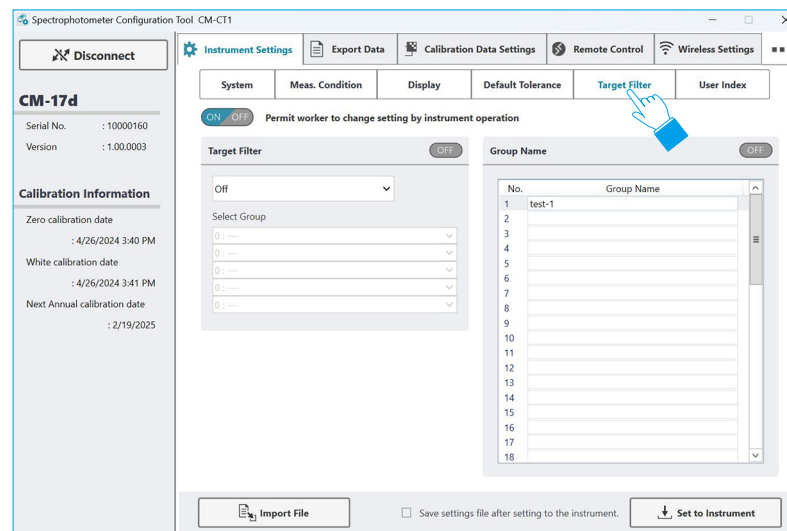 Spectrophotometer Configuration Tool CM-CT1
Disconnect
Instrument Settings
Export Data
Calibration Data Settings
Remote Control
Wireless Settings
System
Meas. Condition
Display
Default Tolerance
Target Filter
User Index
CM-17d
Serial No. : 10000160
Version : 1.00.0003
Calibration Information
Zero calibration date
: 4/26/2024 3:40 PM
White calibration date
: 4/26/2024 3:41 PM
Next Annual calibration date
: 2/19/2025
ON OFF Permit worker to change setting by instrument operation
Target Filter OFF
Off
Select Group
0 : ---
0 : ---
0 : ---
0 : ---
0 : ---
Group Name OFF
No. Group Name
1 test-1
2
3
4
5
6
7
8
9
10
11
12
13
14
15
16
17
18
Import File
Save settings file after setting to the instrument.
Set to Instrument